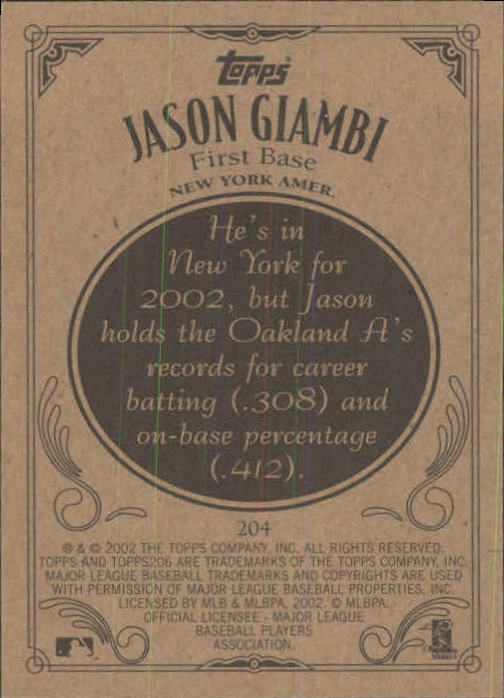 Topps
JASON GIAMBI
First Base
NEW YORK AMER.
He's in
New York for
2002, but Jason
holds the Oakland A's
records for career
batting (.308) and
on-base percentage
(.412).
204
® & © 2002 THE TOPPS COMPANY, INC. ALL RIGHTS RESERVED.
TOPPS AND TOPPS206 ARE TRADEMARKS OF THE TOPPS COMPANY, INC.
MAJOR LEAGUE BASEBALL TRADEMARKS AND COPYRIGHTS ARE USED
WITH PERMISSION OF MAJOR LEAGUE BASEBALL PROPERTIES, INC.
LICENSED BY MLB & MLBPA, 2002. © MLBPA.
OFFICIAL LICENSEE - MAJOR LEAGUE
BASEBALL PLAYERS
ASSOCIATION.